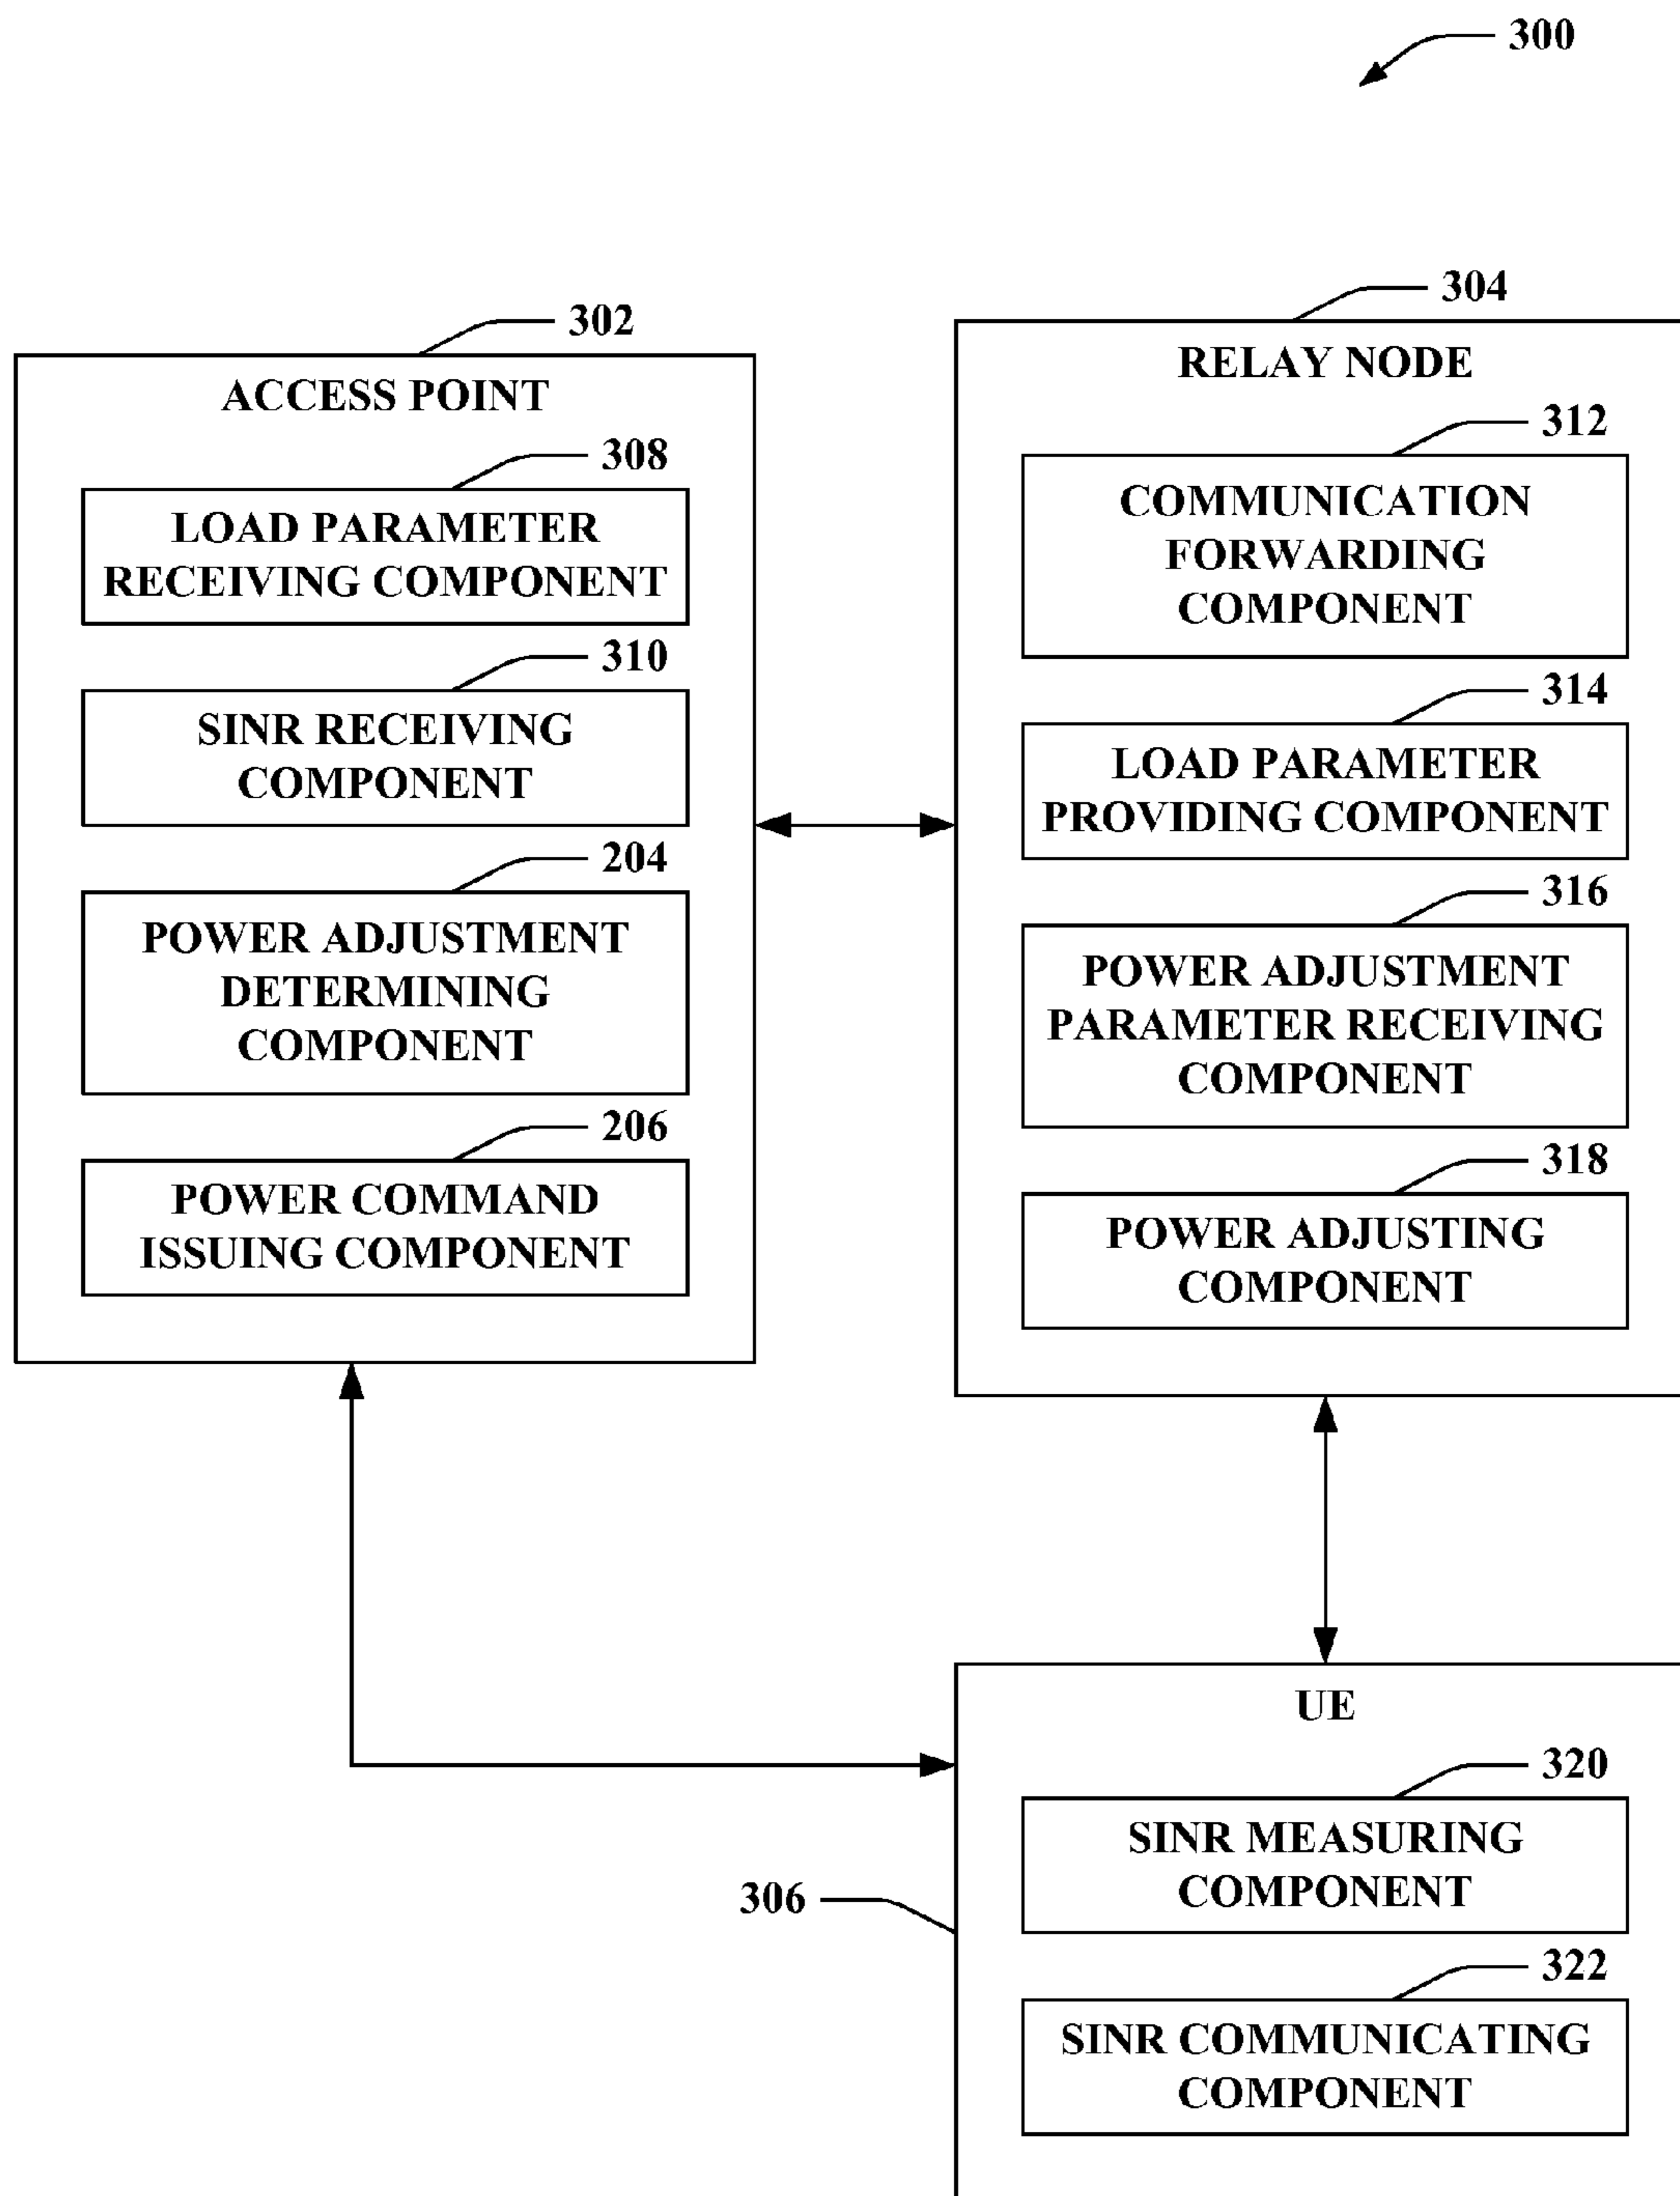 300
302
ACCESS POINT
308
LOAD PARAMETER
RECEIVING COMPONENT
310
SINR RECEIVING
COMPONENT
204
POWER ADJUSTMENT
DETERMINING
COMPONENT
206
POWER COMMAND
ISSUING COMPONENT
304
RELAY NODE
312
COMMUNICATION
FORWARDING
COMPONENT
314
LOAD PARAMETER
PROVIDING COMPONENT
316
POWER ADJUSTMENT
PARAMETER RECEIVING
COMPONENT
318
POWER ADJUSTING
COMPONENT
306
UE
320
SINR MEASURING
COMPONENT
322
SINR COMMUNICATING
COMPONENT